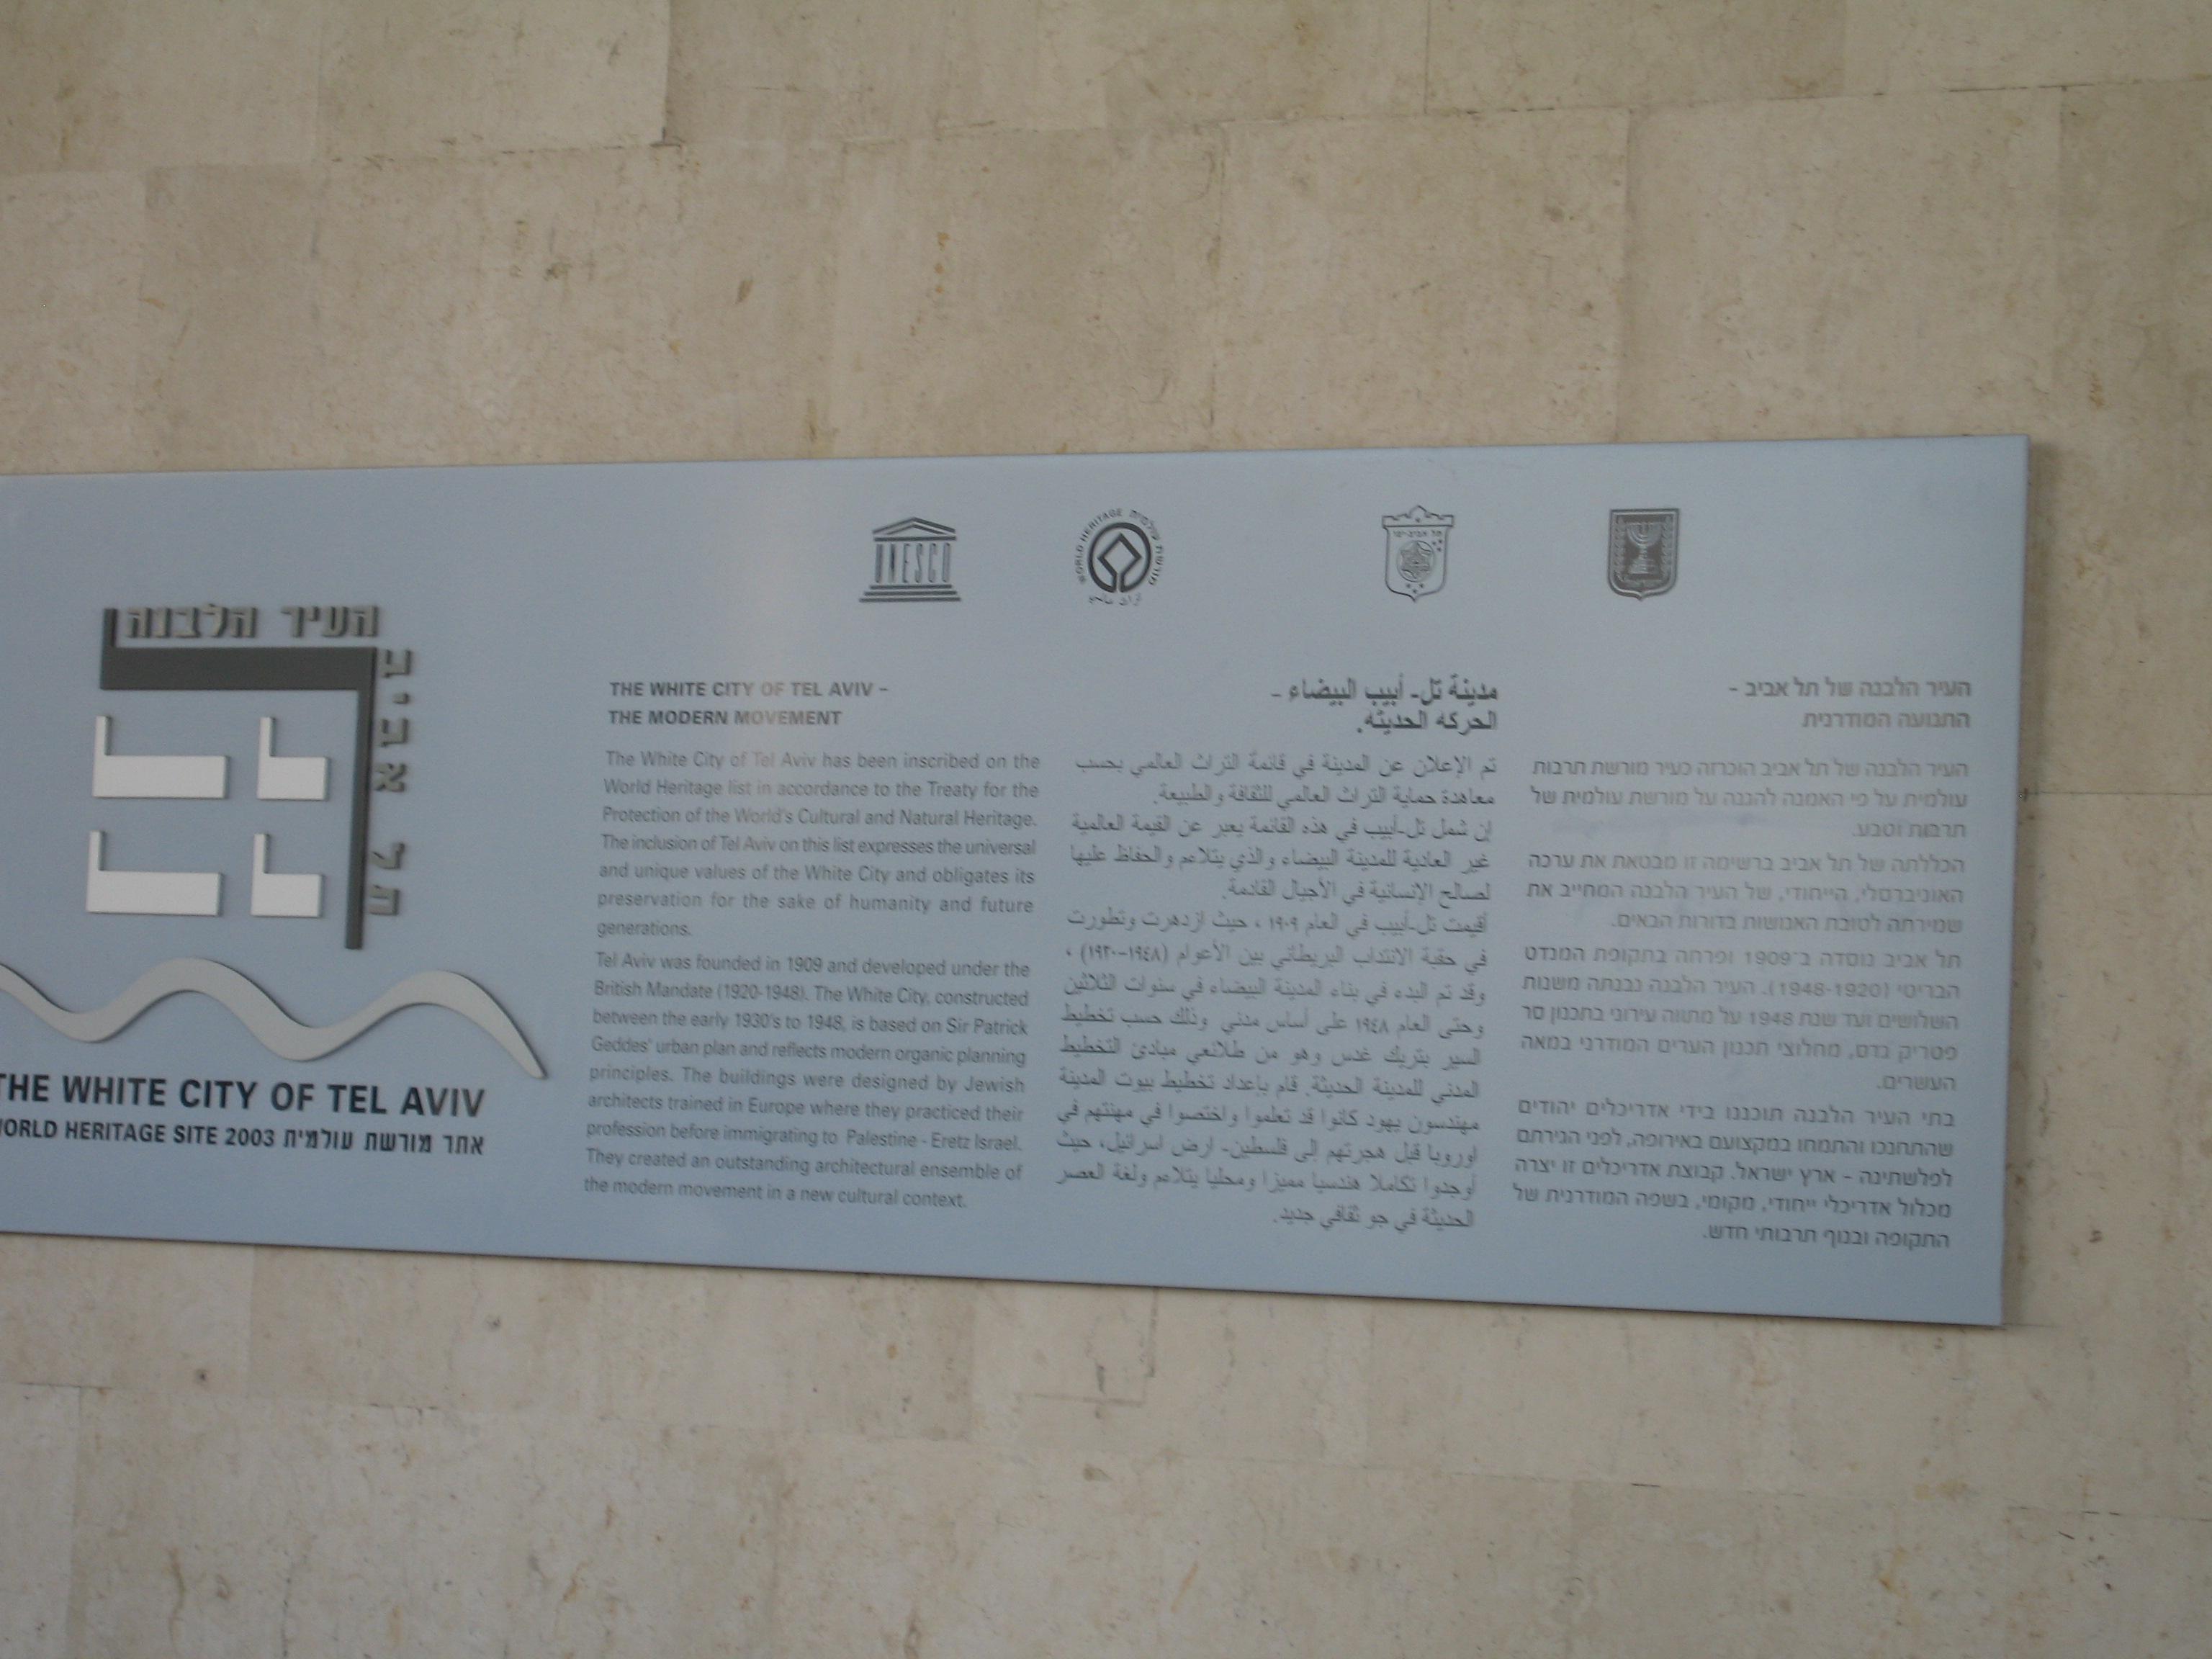 העיר הלבנה
תל אביב
THE WHITE CITY OF TEL AVIV
WORLD HERITAGE SITE 2003 אתר מורשת עולמית
UNESCO
WORLD HERITAGE מורשת עולמית
תל אביב-יפו
ישראל
THE WHITE CITY OF TEL AVIV –
THE MODERN MOVEMENT
The White City of Tel Aviv has been inscribed on the
World Heritage list in accordance to the Treaty for the
Protection of the World's Cultural and Natural Heritage.
The inclusion of Tel Aviv on this list expresses the universal
and unique values of the White City and obligates its
preservation for the sake of humanity and future
generations.
Tel Aviv was founded in 1909 and developed under the
British Mandate (1920-1948). The White City, constructed
between the early 1930's to 1948, is based on Sir Patrick
Geddes' urban plan and reflects modern organic planning
principles. The buildings were designed by Jewish
architects trained in Europe where they practiced their
profession before immigrating to Palestine - Eretz Israel.
They created an outstanding architectural ensemble of
the modern movement in a new cultural context.
مدينة تل- أبيب البيضاء -
الحركه الحديثه.
تم الإعلان عن المدينة في قائمة التراث العالمي بحسب
معاهدة حماية التراث العالمي للثقافة والطبيعة.
إن شمل تل-أبيب في هذه القائمة يعبر عن القيمة العالمية
غير العادية للمدينة البيضاء والذي يتلاءم والحفاظ عليها
لصالح الإنسانية في الأجيال القادمة.
أقيمت تل-أبيب في العام ١٩٠٩ ، حيث ازدهرت وتطورت
في حقبة الانتداب البريطاني بين الأعوام (١٩٤٨-١٩٢٠) ،
وقد تم البدء في بناء المدينة البيضاء في سنوات الثلاثين
وحتى العام ١٩٤٨ على أساس مدني وذلك حسب تخطيط
السير بتريك غدس وهو من طلائعي مبادئ التخطيط
المدني للمدينة الحديثة. قام بإعداد تخطيط بيوت المدينة
مهندسون يهود كانوا قد تعلموا واختصوا في مهنتهم في
اوروبا قبل هجرتهم إلى فلسطين- ارض اسرائيل، حيث
أوجدوا تكاملا هندسيا مميزا ومحليا يتلاءم ولغة العصر
الحديثة في جو ثقافي جديد.
העיר הלבנה של תל אביב –
התנועה המודרנית
העיר הלבנה של תל אביב הוכרזה כעיר מורשת תרבות
עולמית על פי האמנה להגנה על מורשת עולמית של
תרבות וטבע.
הכללתה של תל אביב ברשימה זו מבטאת את ערכה
האוניברסלי, הייחודי, של העיר הלבנה המחייב את
שמירתה לטובת האנושות בדורות הבאים.
תל אביב נוסדה ב־1909 ופרחה בתקופת המנדט
הבריטי (1948-1920). העיר הלבנה נבנתה משנות
השלושים ועד שנת 1948 על מתווה עירוני בתכנון סר
פטריק גדס, מחלוצי תכנון הערים המודרני במאה
העשרים.
בתי העיר הלבנה תוכננו בידי אדריכלים יהודים
שהתחנכו והתמחו במקצועם באירופה, לפני הגירתם
לפלשתינה – ארץ ישראל. קבוצת אדריכלים זו יצרה
מכלול אדריכלי ייחודי, מקומי, בשפה המודרנית של
התקופה ובנוף תרבותי חדש.